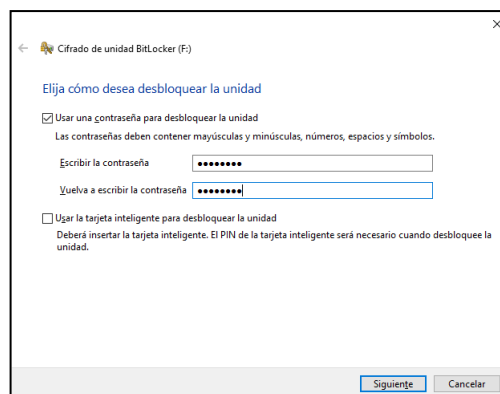 Cifrado de unidad BitLocker (F:)
Elija cómo desea desbloquear la unidad
Usar una contraseña para desbloquear la unidad
Las contraseñas deben contener mayúsculas y minúsculas, números, espacios y símbolos.
Escribir la contraseña ●●●●●●●●
Vuelva a escribir la contraseña ●●●●●●●●
Usar la tarjeta inteligente para desbloquear la unidad
Deberá insertar la tarjeta inteligente. El PIN de la tarjeta inteligente será necesario cuando desbloquee la
unidad.
Siguiente Cancelar